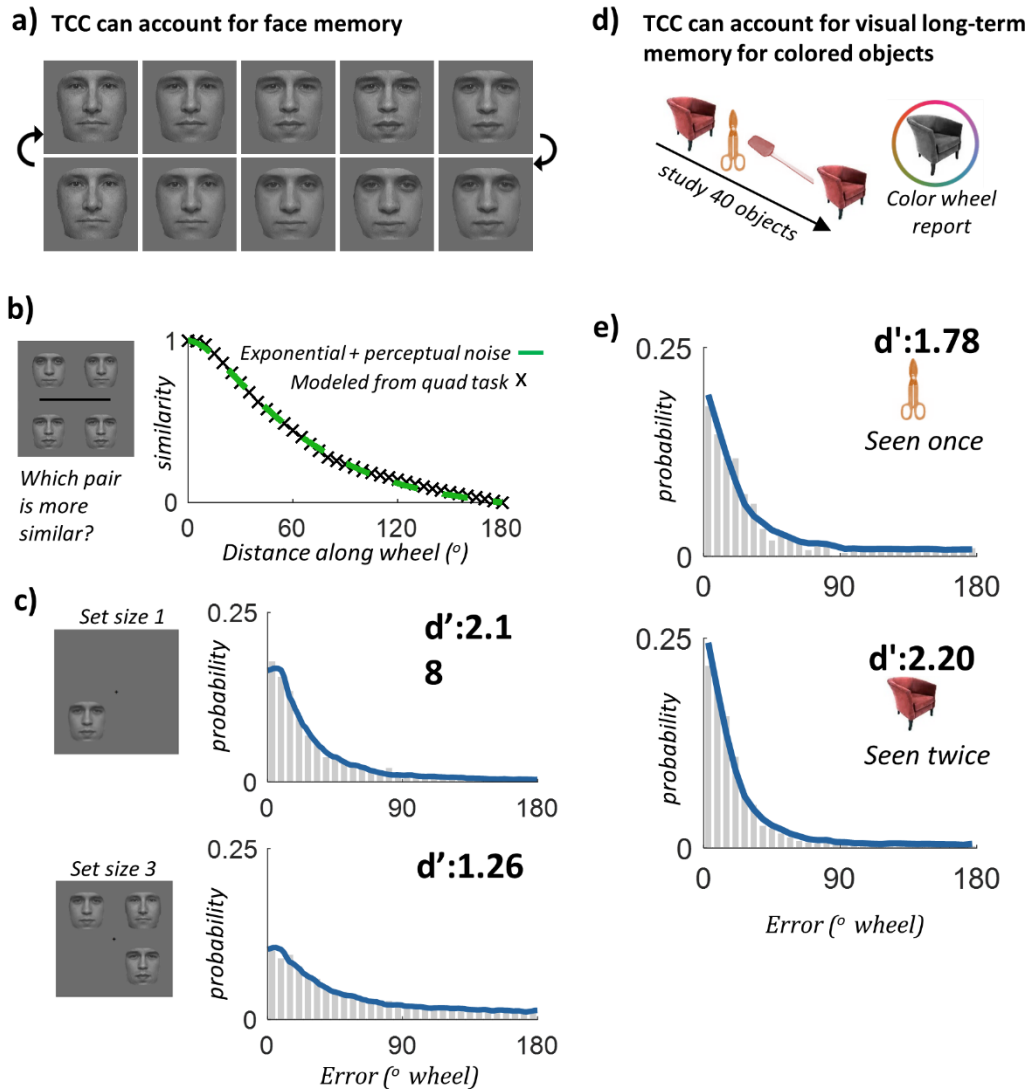 a) TCC can account for face memory
b)
Which pair
is more
similar?
1
0
similarity
Exponential + perceptual noise
Modeled from quad task x
0 60 120 180
Distance along wheel (o)
c)
Set size 1
0.25
0
probability
d':2.1
8
0 90 180
Set size 3
0.25
0
probability
d':1.26
0 90 180
Error (o wheel)
d) TCC can account for visual long-term
memory for colored objects
study 40 objects
Color wheel
report
e)
0.25
0
probability
d':1.78
Seen once
0 90 180
0.25
0
probability
d':2.20
Seen twice
0 90 180
Error (o wheel)